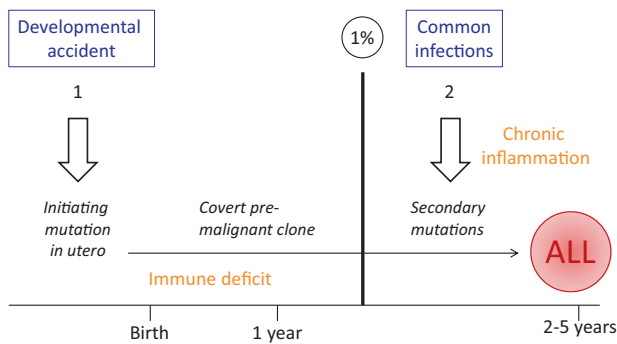 Developmental
accident
1%
Common
infections
1
2
Chronic
inflammation
Initiating
mutation
in utero
Covert pre-
malignant clone
Secondary
mutations
ALL
Immune deficit
Birth
1 year
2-5 years